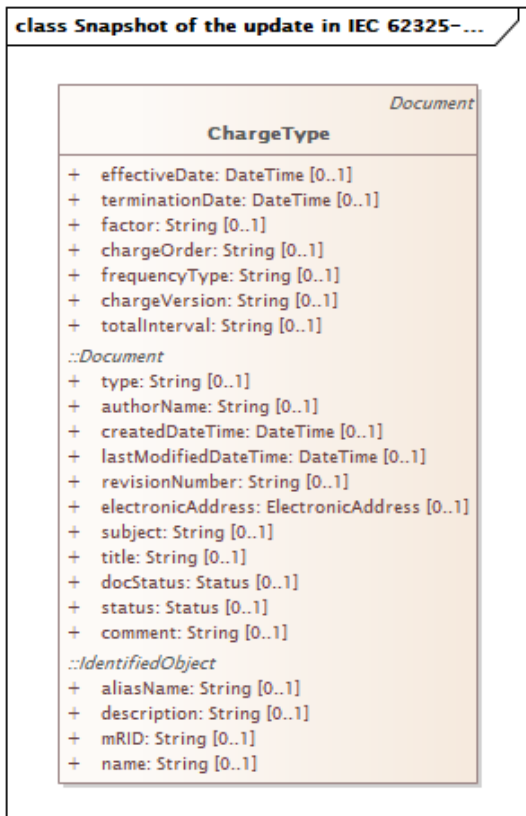 class Snapshot of the update in IEC 62325-...
Document
ChargeType
+ effectiveDate: DateTime [0..1]
+ terminationDate: DateTime [0..1]
+ factor: String [0..1]
+ chargeOrder: String [0..1]
+ frequencyType: String [0..1]
+ chargeVersion: String [0..1]
+ totalInterval: String [0..1]
::Document
+ type: String [0..1]
+ authorName: String [0..1]
+ createdDateTime: DateTime [0..1]
+ lastModifiedDateTime: DateTime [0..1]
+ revisionNumber: String [0..1]
+ electronicAddress: ElectronicAddress [0..1]
+ subject: String [0..1]
+ title: String [0..1]
+ docStatus: Status [0..1]
+ status: Status [0..1]
+ comment: String [0..1]
::IdentifiedObject
+ aliasName: String [0..1]
+ description: String [0..1]
+ mRID: String [0..1]
+ name: String [0..1]